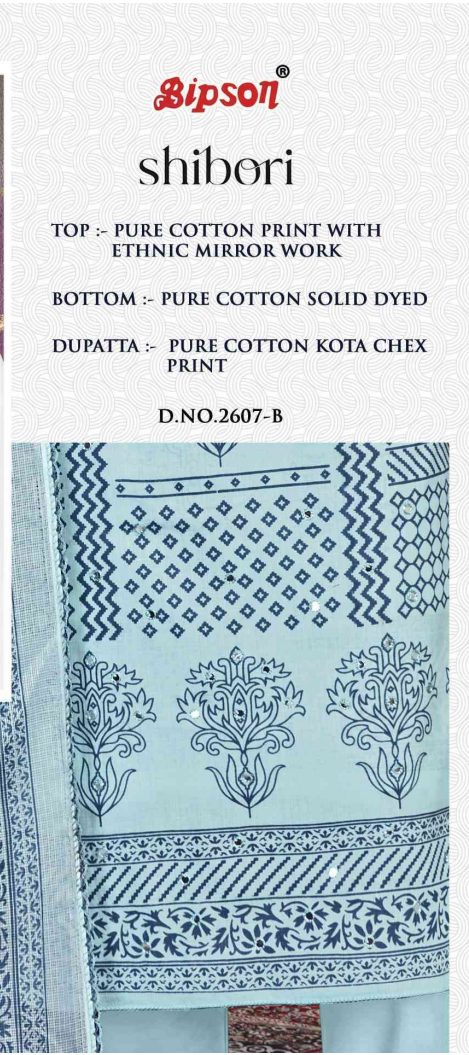 Bipson®
shibori
TOP :- PURE COTTON PRINT WITH
ETHNIC MIRROR WORK
BOTTOM :- PURE COTTON SOLID DYED
DUPATTA :- PURE COTTON KOTA CHEX
PRINT
D.NO.2607-B